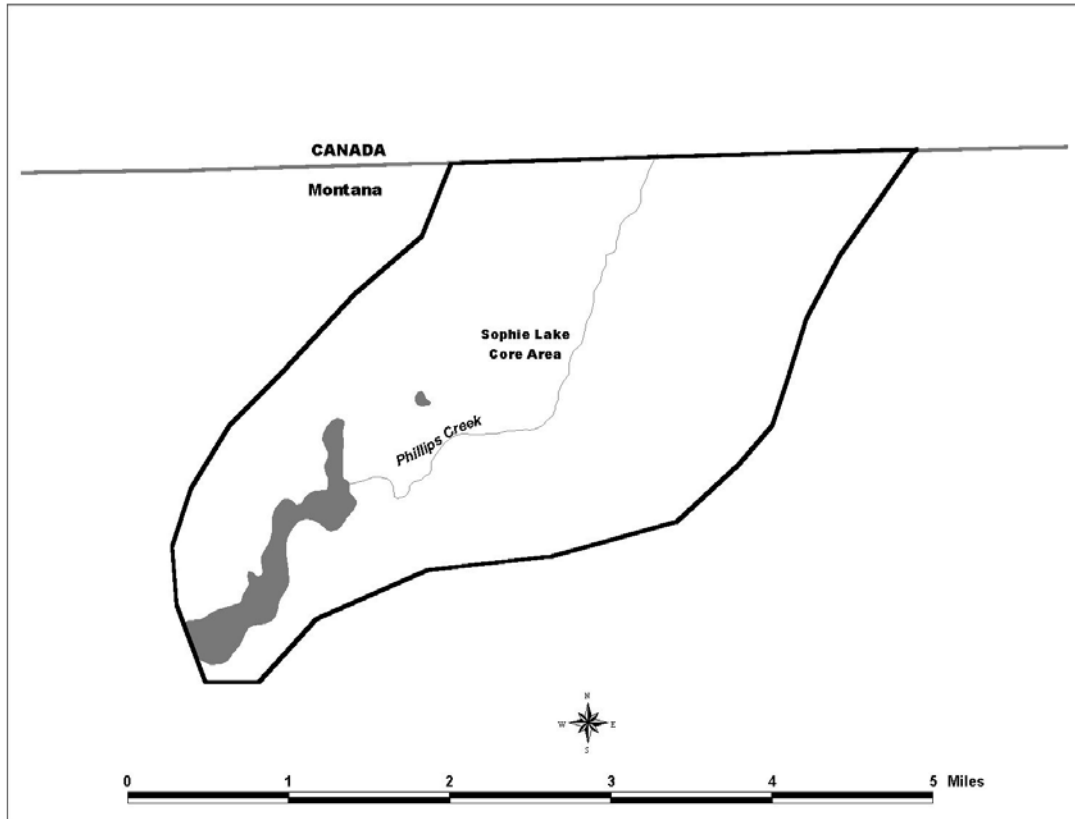 CANADA
Montana
Sophie Lake
Core Area
Phillips Creek
N
W E
S
0 1 2 3 4 5 Miles